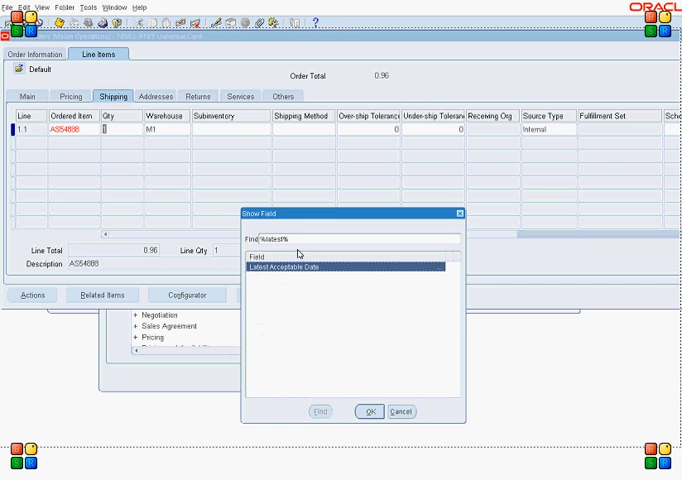 File Edit View Folder Tools Window Help
ORACL
Order Information Line Items
Default
Order Total 0.96
Main Pricing Shipping Addresses Returns Services Others
Line Ordered Item Qty Warehouse Subinventory Shipping Method Over-ship Tolerance Under-ship Toleran Receiving Org Source Type Fulfillment Set
1.1 AS54888 M1 0 0 Internal
Show Field
Find %latest%
Field
Latest Acceptable Date
Line Total 0.96 Line Qty 1
Description AS54888
Actions Related Items Configurator
+ Negotiation
+ Sales Agreement
+ Pricing
Find OK Cancel
S R
S R
S R
S R